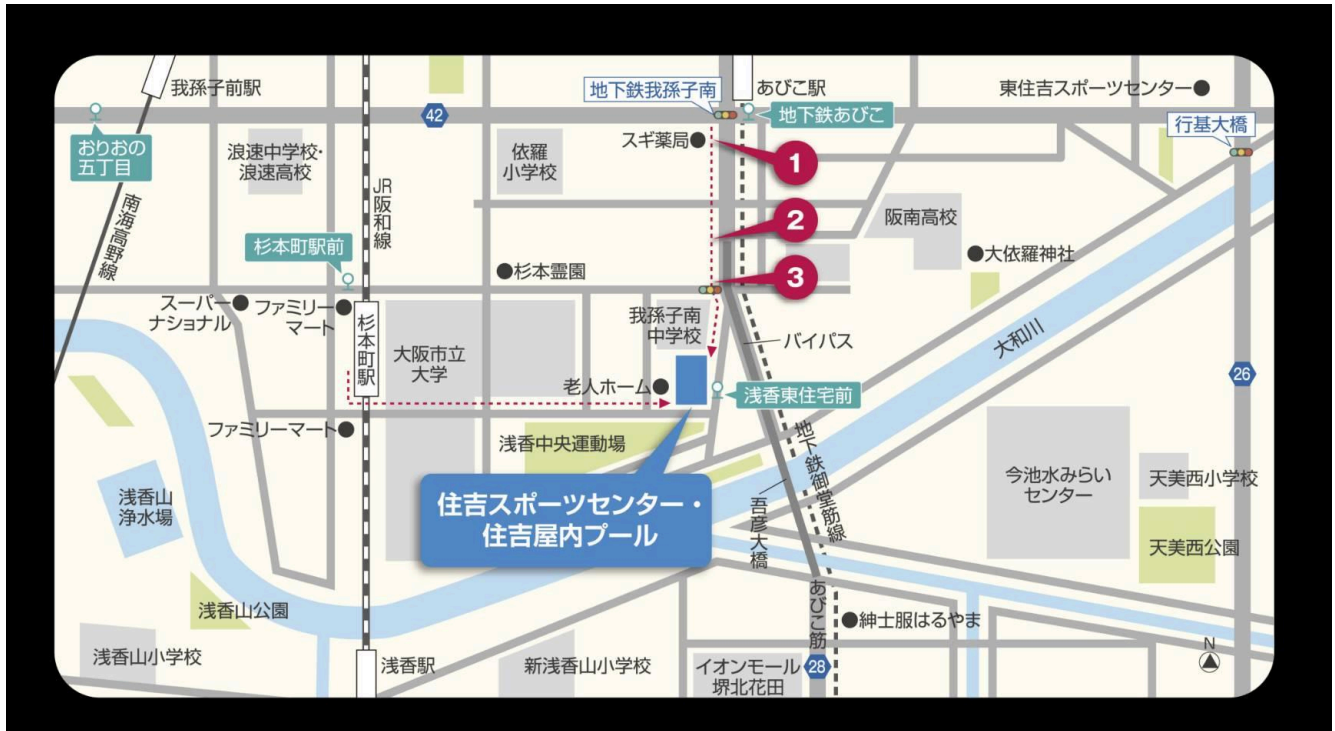 我孫子前駅
地下鉄我孫子南
あびこ駅
東住吉スポーツセンター
42
地下鉄あびこ
行基大橋
おりおの
五丁目
浪速中学校・
浪速高校
依羅
小学校
スギ薬局
1
JR阪和線
南海高野線
2
阪南高校
杉本町駅前
杉本霊園
3
大依羅神社
スーパー
ナショナル
ファミリー
マート
杉本町駅
我孫子南
中学校
バイパス
大和川
大阪市立
大学
老人ホーム
浅香東住宅前
26
ファミリーマート
浅香中央運動場
地下鉄御堂筋線
住吉スポーツセンター・
住吉屋内プール
吾彦大橋
今池水みらい
センター
天美西小学校
浅香山
浄水場
天美西公園
浅香山公園
あびこ筋
紳士服はるやま
浅香山小学校
浅香駅
新浅香山小学校
イオンモール
堺北花田
28
N